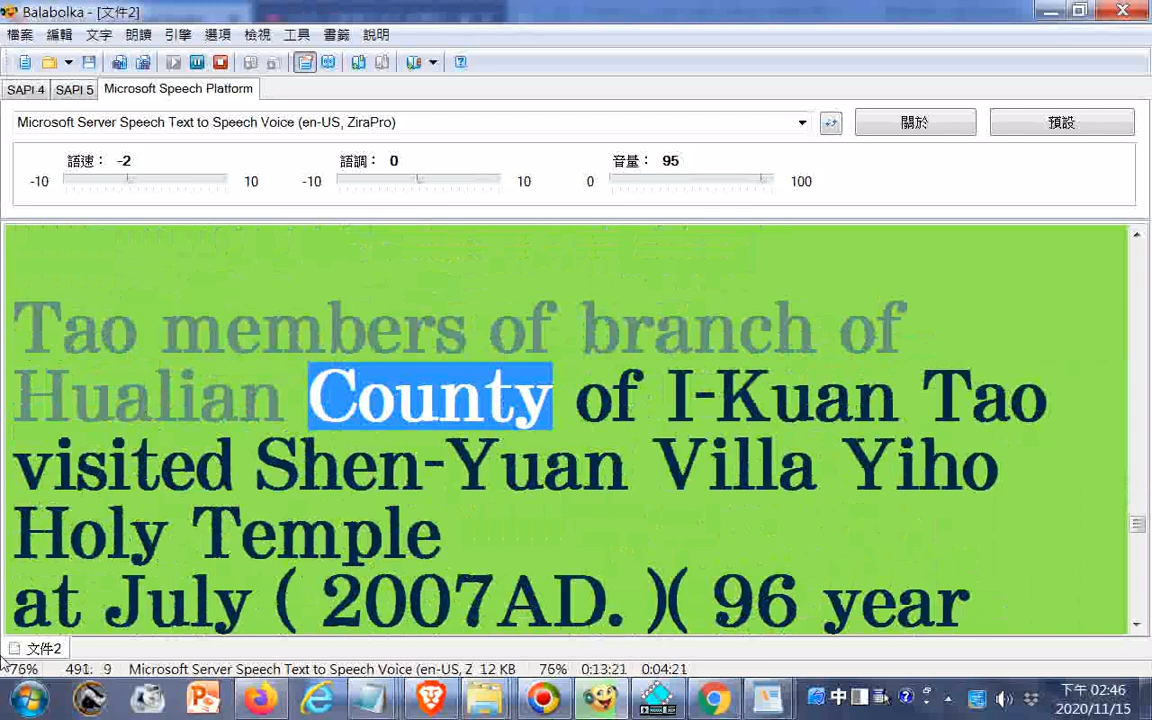 Balabolka - [文件2]
檔案 編輯 文字 朗讀 引擎 選項 檢視 工具 書籤 說明
SAPI 4 SAPI 5 Microsoft Speech Platform
Microsoft Server Speech Text to Speech Voice (en-US, ZiraPro) 關於 預設
語速： -2 語調： 0 音量： 95
-10 10 -10 10 0 100
Tao members of branch of
Hualian County of I-Kuan Tao
visited Shen-Yuan Villa Yiho
Holy Temple
at July ( 2007AD. )( 96 year
文件2
76% 491: 9 Microsoft Server Speech Text to Speech Voice (en-US, Z 12 KB 76% 0:13:21 0:04:21
中 下午 02:46
2020/11/15